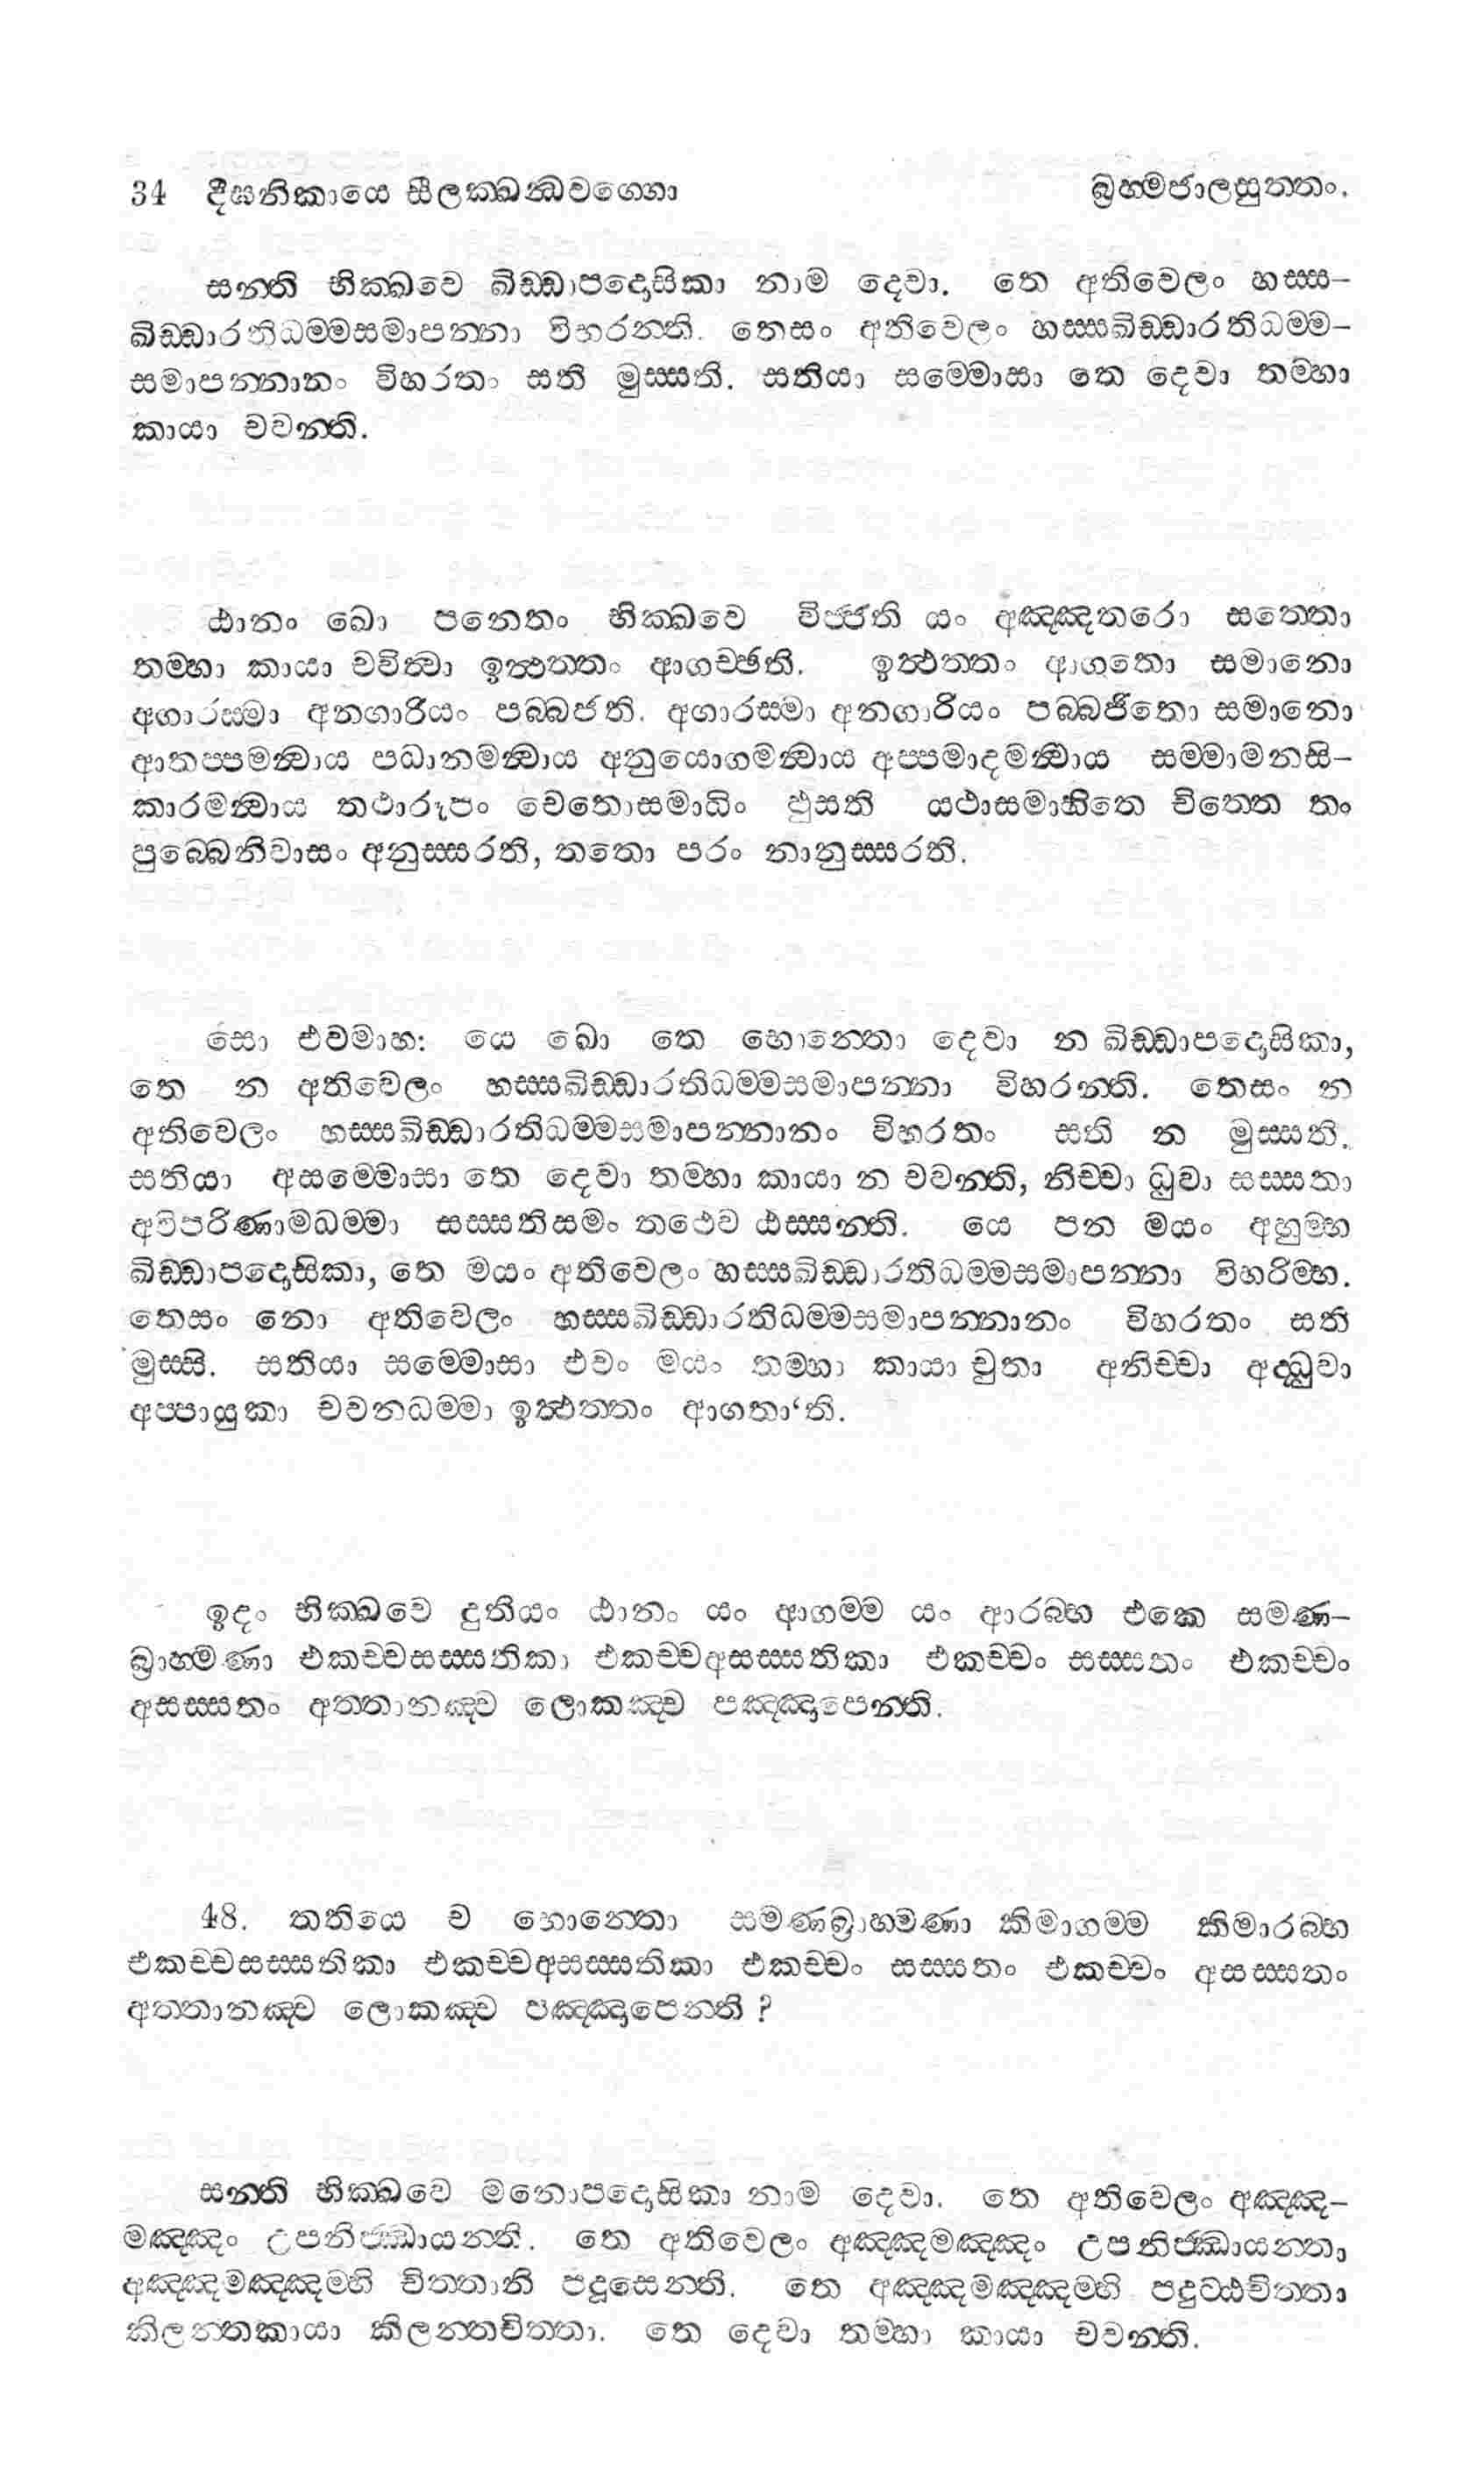 34 දීඝනිකායෙ සීලක්ඛන්ධවග්ගො බ්‍රහ්මජාලසුත්තං.
සන්ති භික්ඛවෙ ඛිඩ්ඩාපදොසිකා නාම දෙවා. තෙ අතිවෙලං හස්ස-
ඛිඩ්ඩාරතිධම්මසමාපන්නා විහරන්ති. තෙසං අතිවෙලං හස්සඛිඩ්ඩාරතිධම්ම-
සමාපන්නානං විහරතං සති මුස්සති. සතියා සම්මොසා තෙ දෙවා තම්හා
කායා චවන්ති.
ඨානං ඛො පනෙතං භික්ඛවෙ විජ්ජති යං අඤ්ඤතරො සත්තො
තම්හා කායා චවිත්වා ඉත්ථත්තං ආගච්ඡති. ඉත්ථත්තං ආගතො සමානො
අගාරස්මා අනගාරියං පබ්බජති. අගාරස්මා අනගාරියං පබ්බජිතො සමානො
ආතප්පමන්වාය පධානමන්වාය අනුයොගමන්වාය අප්පමාදමන්වාය සම්මාමනසි-
කාරමන්වාය තථාරූපං චෙතොසමාධිං ඵුසති යථාසමාහිතෙ චිත්තෙ තං
පුබ්බෙනිවාසං අනුස්සරති, තතො පරං නානුස්සරති.
සො එවමාහ: යෙ ඛො තෙ භොන්තො දෙවා න ඛිඩ්ඩාපදොසිකා,
තෙ න අතිවෙලං හස්සඛිඩ්ඩාරතිධම්මසමාපන්නා විහරන්ති. තෙසං න
අතිවෙලං හස්සඛිඩ්ඩාරතිධම්මසමාපන්නානං විහරතං සති න මුස්සති.
සතියා අසම්මොසා තෙ දෙවා තම්හා කායා න චවන්ති, නිච්චා ධුවා සස්සතා
අවිපරිණාමධම්මා සස්සතිසමං තථෙව ඨස්සන්ති. යෙ පන මයං අහුම්හ
ඛිඩ්ඩාපදොසිකා, තෙ මයං අතිවෙලං හස්සඛිඩ්ඩාරතිධම්මසමාපන්නා විහරිම්හ.
තෙසං නො අතිවෙලං හස්සඛිඩ්ඩාරතිධම්මසමාපන්නානං විහරතං සති
මුස්සි. සතියා සම්මොසා එවං මයං තම්හා කායා චුතා අනිච්චා අද්ධුවා
අප්පායුකා චවනධම්මා ඉත්ථත්තං ආගතා‘ති.
ඉදං භික්ඛවෙ දුතියං ඨානං යං ආගම්ම යං ආරබ්භ එකෙ සමණ-
බ්‍රාහ්මණා එකච්චසස්සතිකා එකච්චඅසස්සතිකා එකච්චං සස්සතං එකච්චං
අසස්සතං අත්තානඤ්ච ලොකඤ්ච පඤ්ඤාපෙන්ති.
48. තතියෙ ච භොන්තො සමණබ්‍රාහ්මණා කිමාගම්ම කිමාරබ්භ
එකච්චසස්සතිකා එකච්චඅසස්සතිකා එකච්චං සස්සතං එකච්චං අසස්සතං
අත්තානඤ්ච ලොකඤ්ච පඤ්ඤාපෙන්ති ?
සන්ති භික්ඛවෙ මනොපදොසිකා නාම දෙවා. තෙ අතිවෙලං අඤ්ඤ-
මඤ්ඤං උපනිජ්ඣායන්ති. තෙ අතිවෙලං අඤ්ඤමඤ්ඤං උපනිජ්ඣායන්තා
අඤ්ඤමඤ්ඤම්හි චිත්තානි පදූසෙන්ති. තෙ අඤ්ඤමඤ්ඤම්හි පදුට්ඨචිත්තා
කිලන්තකායා කිලන්තචිත්තා. තෙ දෙවා තම්හා කායා චවන්ති.